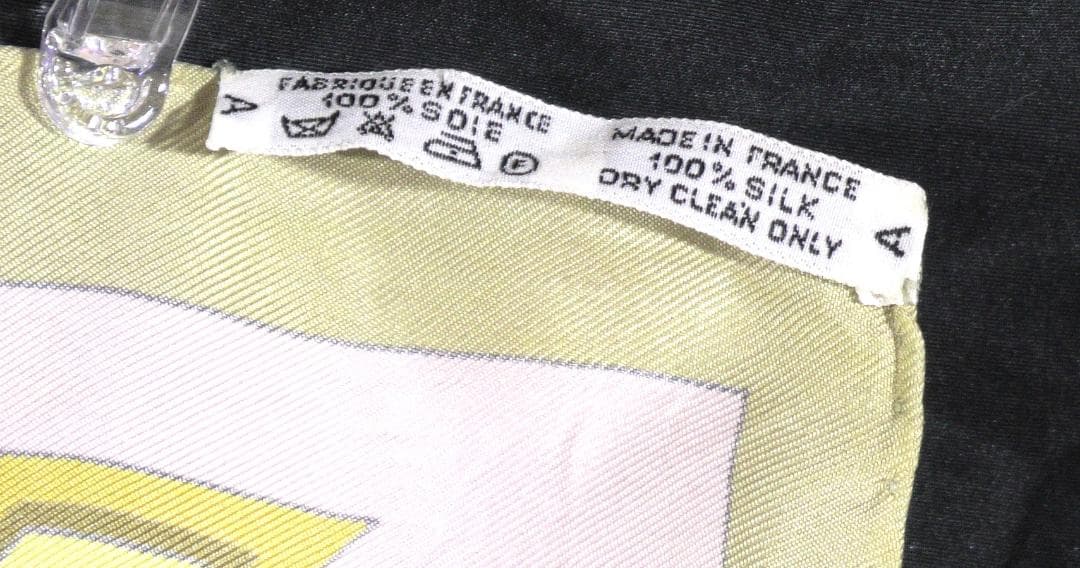 A
FABRIQUE EN FRANCE
100% SOIE
F
MADE IN FRANCE
100% SILK
DRY CLEAN ONLY
A